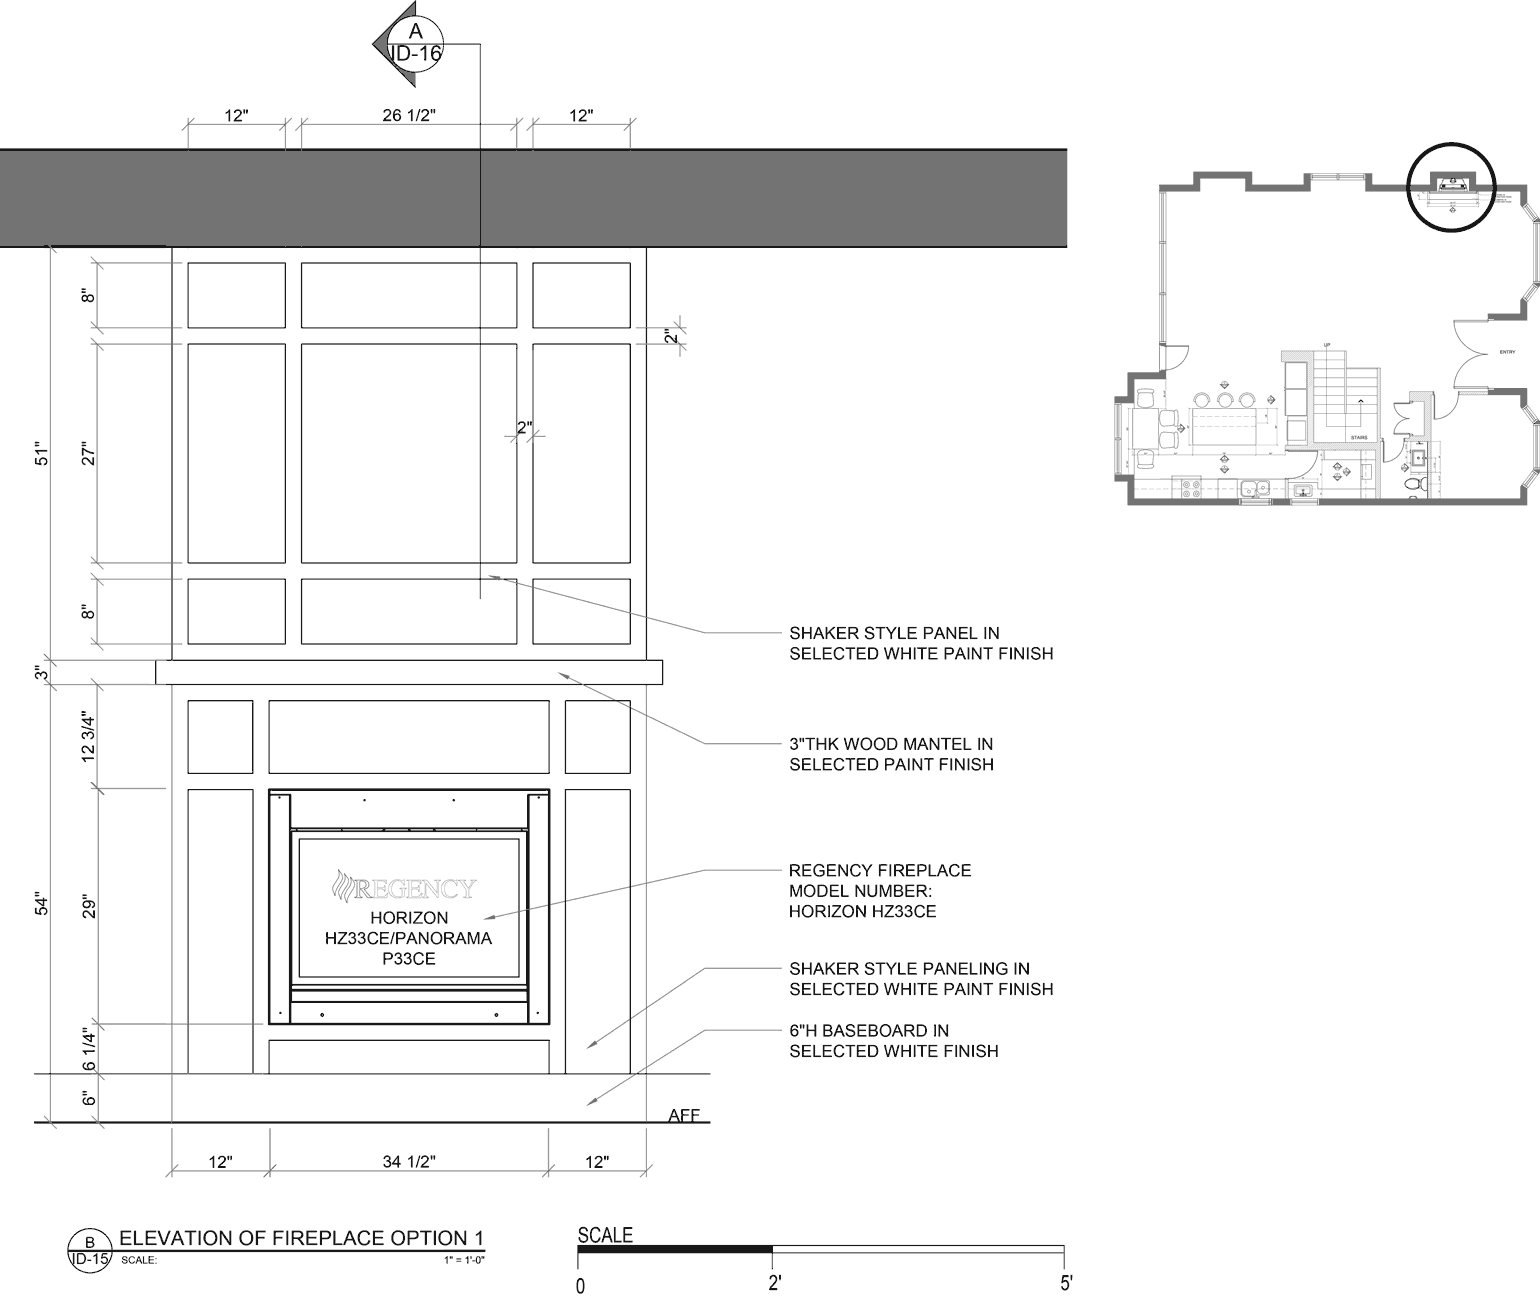 A
ID-16
12"
26 1/2"
12"
8"
2"
51"
27"
2"
8"
3"
SHAKER STYLE PANEL IN
SELECTED WHITE PAINT FINISH
12 3/4"
3"THK WOOD MANTEL IN
SELECTED PAINT FINISH
54"
29"
REGENCY
HORIZON
HZ33CE/PANORAMA
P33CE
REGENCY FIREPLACE
MODEL NUMBER:
HORIZON HZ33CE
SHAKER STYLE PANELING IN
SELECTED WHITE PAINT FINISH
6 1/4"
6"H BASEBOARD IN
SELECTED WHITE FINISH
6"
AFF
12"
34 1/2"
12"
B
ID-15
ELEVATION OF FIREPLACE OPTION 1
SCALE:
1" = 1'-0"
SCALE
0
2'
5'
UP
ENTRY
STAIRS